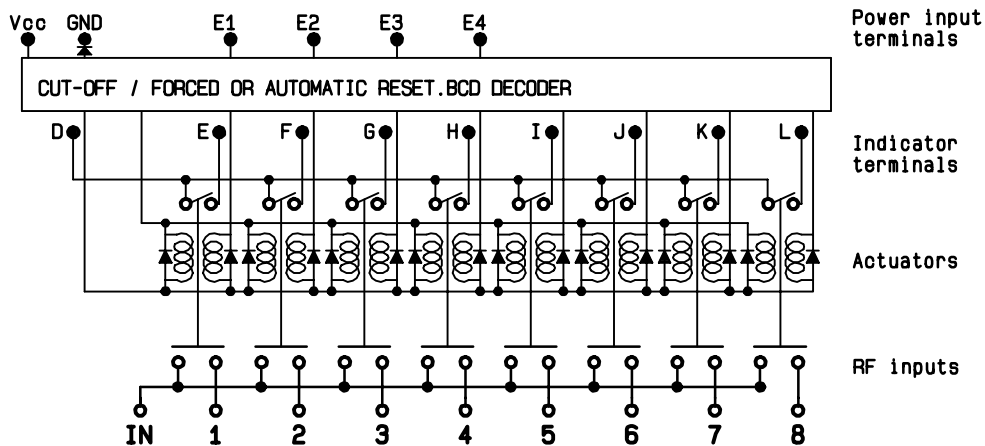 Vcc GND E1 E2 E3 E4
Power input
terminals
CUT-OFF / FORCED OR AUTOMATIC RESET.BCD DECODER
D E F G H I J K L
Indicator
terminals
Actuators
RF inputs
IN 1 2 3 4 5 6 7 8